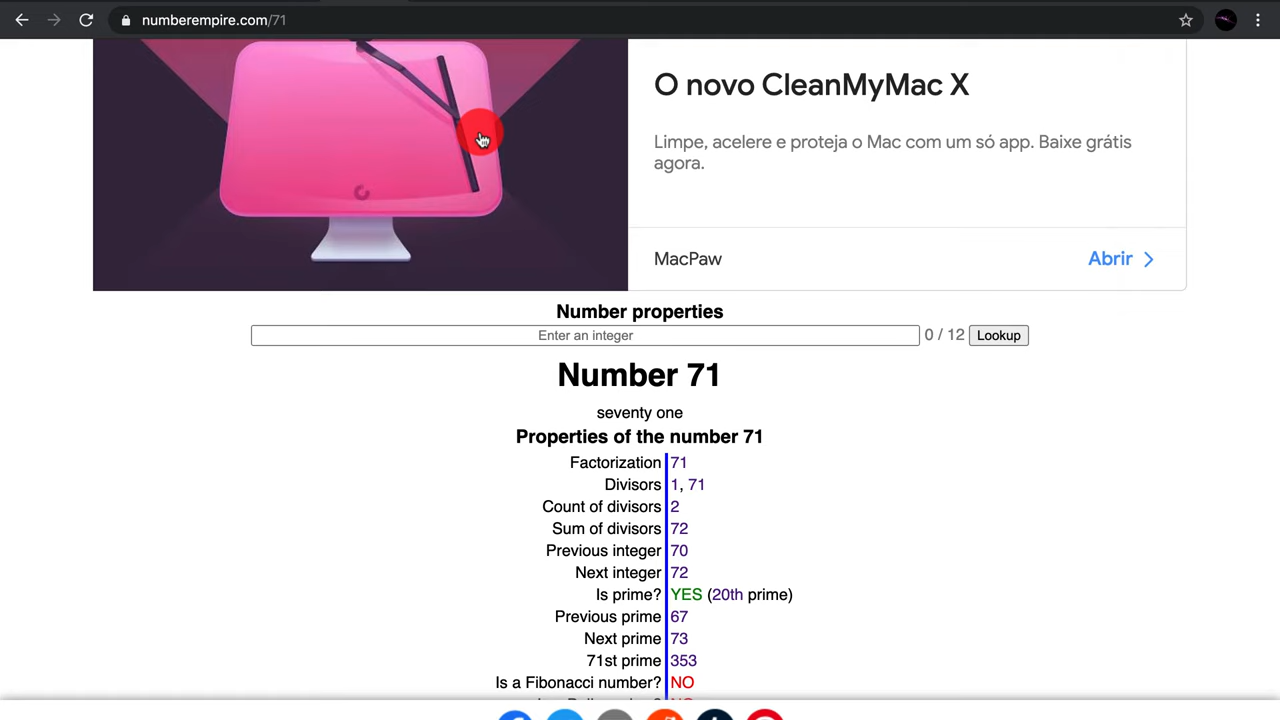 numberempire.com/71
O novo CleanMyMac X
Limpe, acelere e proteja o Mac com um só app. Baixe grátis
agora.
MacPaw
Abrir
Number properties
Enter an integer 0 / 12 Lookup
Number 71
seventy one
Properties of the number 71
Factorization 71
Divisors 1, 71
Count of divisors 2
Sum of divisors 72
Previous integer 70
Next integer 72
Is prime? YES (20th prime)
Previous prime 67
Next prime 73
71st prime 353
Is a Fibonacci number? NO